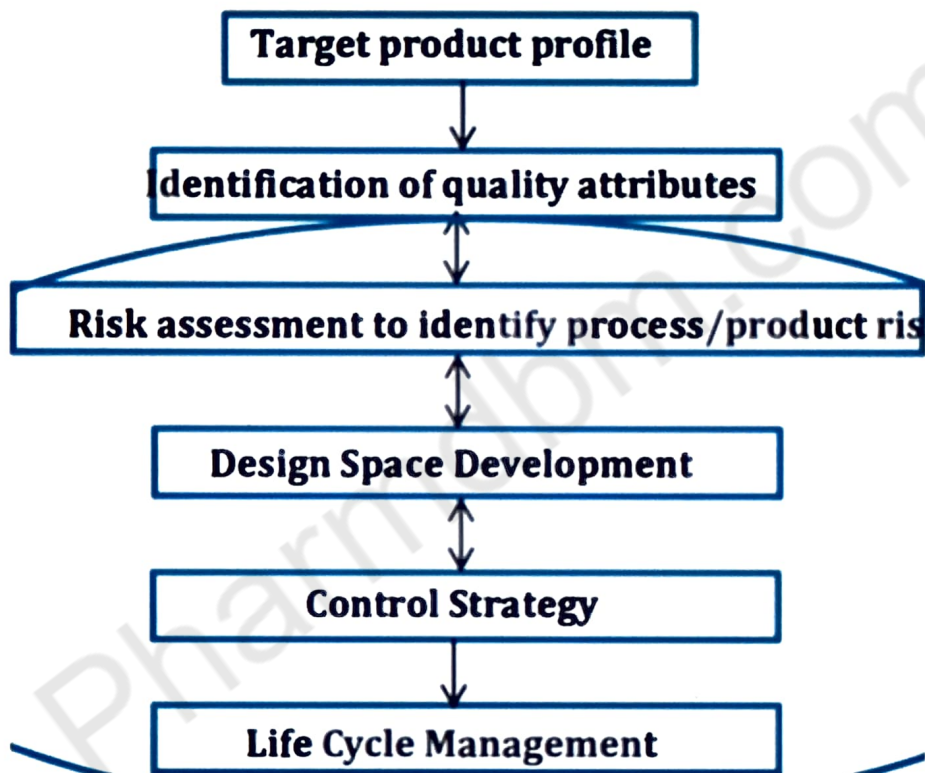 Target product profile
Identification of quality attributes
Risk assessment to identify process/product ris
Design Space Development
Control Strategy
Life Cycle Management
Pharmdbm.com